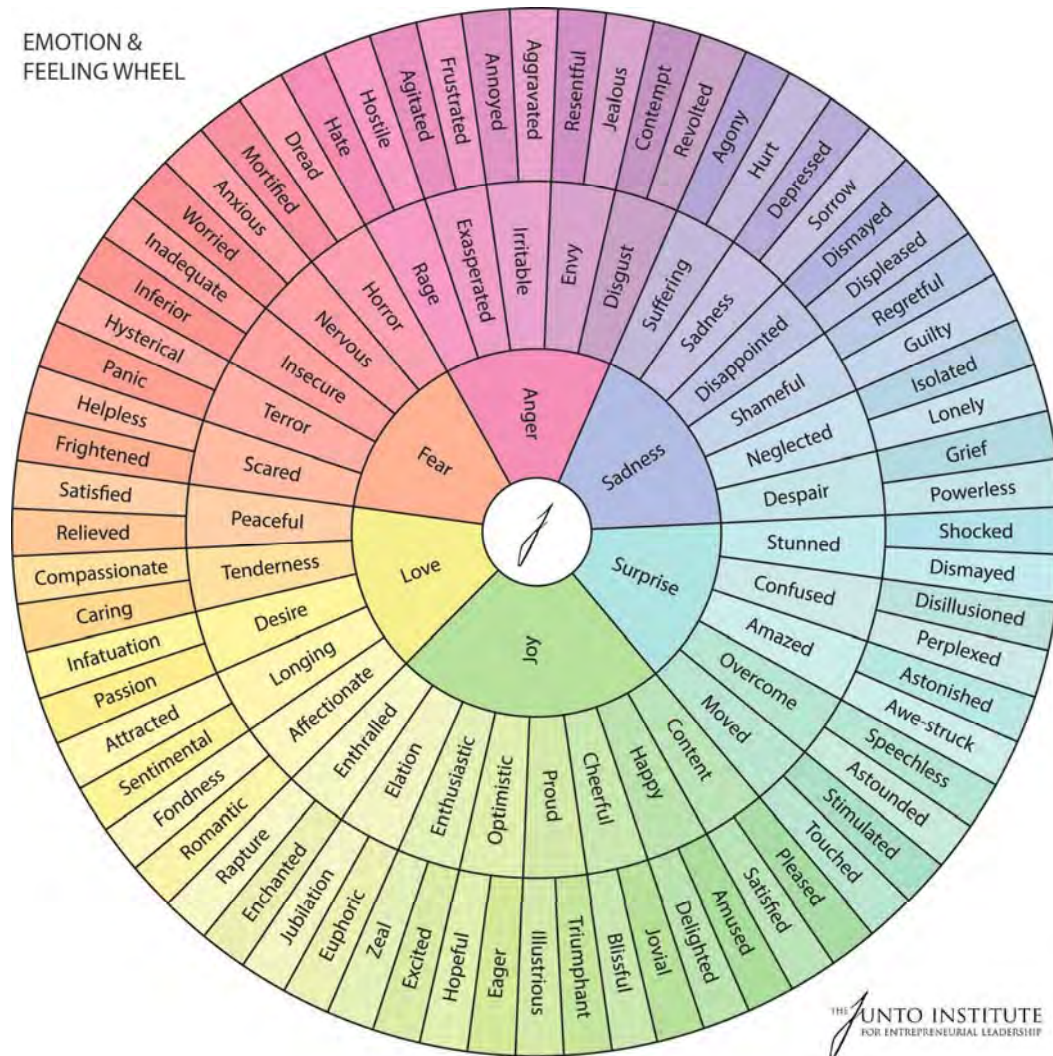 EMOTION &
FEELING WHEEL
Anger
Sadness
Surprise
Joy
Love
Fear
Rage
Exasperated
Irritable
Envy
Disgust
Suffering
Sadness
Disappointed
Shameful
Neglected
Despair
Stunned
Confused
Amazed
Overcome
Moved
Content
Happy
Cheerful
Proud
Optimistic
Enthusiastic
Elation
Enthralled
Affectionate
Longing
Desire
Tenderness
Peaceful
Scared
Terror
Insecure
Nervous
Horror
Hate
Hostile
Agitated
Frustrated
Annoyed
Aggravated
Resentful
Jealous
Contempt
Revolted
Agony
Hurt
Depressed
Sorrow
Dismayed
Displeased
Regretful
Guilty
Isolated
Lonely
Grief
Powerless
Shocked
Dismayed
Disillusioned
Perplexed
Astonished
Awe-struck
Speechless
Astounded
Stimulated
Touched
Pleased
Satisfied
Amused
Delighted
Jovial
Blissful
Triumphant
Illustrious
Eager
Hopeful
Excited
Zeal
Euphoric
Jubilation
Enchanted
Rapture
Romantic
Fondness
Sentimental
Attracted
Passion
Infatuation
Caring
Compassionate
Relieved
Satisfied
Frightened
Helpless
Panic
Hysterical
Inferior
Inadequate
Worried
Anxious
Mortified
Dread
J
THE JUNTO INSTITUTE
FOR ENTREPRENEURIAL LEADERSHIP